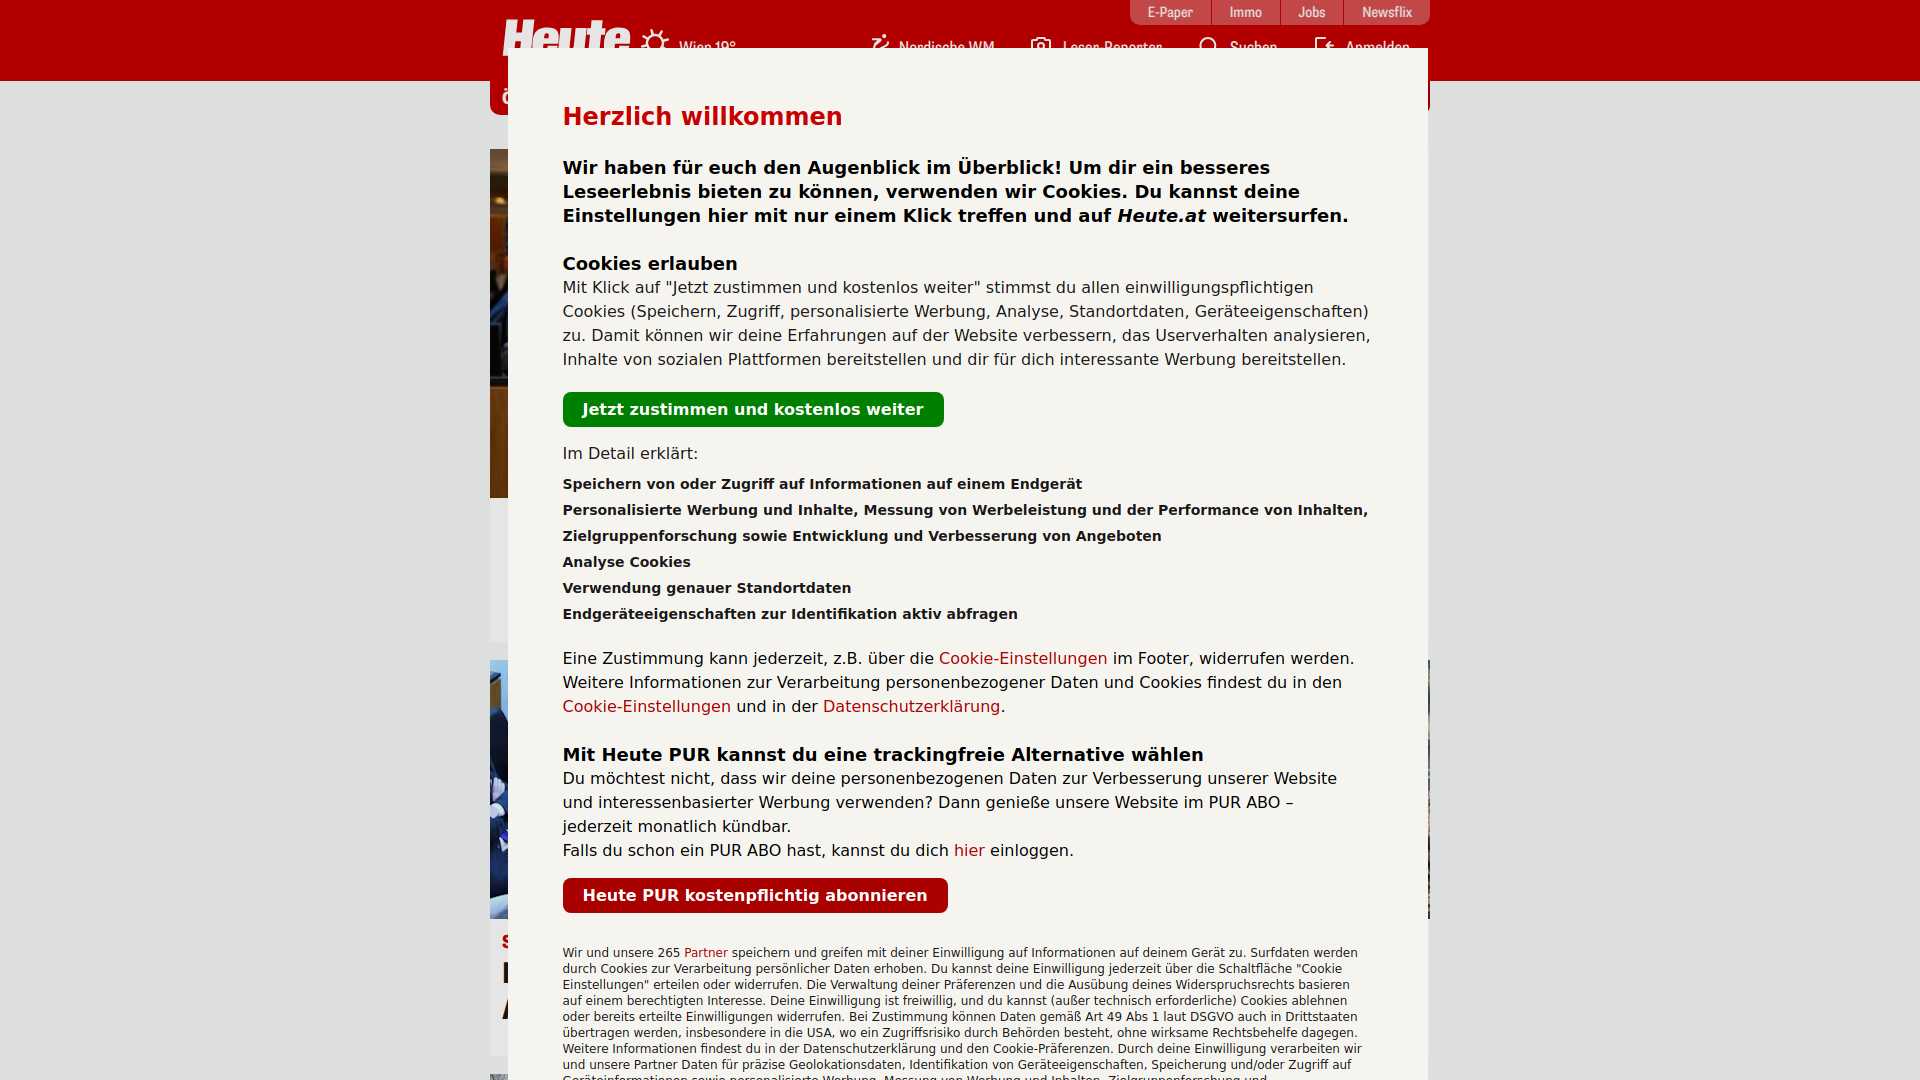 E-Paper
Immo
Jobs
Newsflix
Heute
Wien 19°
Nordische WM
Leser-Reporter
Suchen
Anmelden
Herzlich willkommen
Wir haben für euch den Augenblick im Überblick! Um dir ein besseres
Leseerlebnis bieten zu können, verwenden wir Cookies. Du kannst deine
Einstellungen hier mit nur einem Klick treffen und auf Heute.at weitersurfen.
Cookies erlauben
Mit Klick auf "Jetzt zustimmen und kostenlos weiter" stimmst du allen einwilligungspflichtigen
Cookies (Speichern, Zugriff, personalisierte Werbung, Analyse, Standortdaten, Geräteeigenschaften)
zu. Damit können wir deine Erfahrungen auf der Website verbessern, das Userverhalten analysieren,
Inhalte von sozialen Plattformen bereitstellen und dir für dich interessante Werbung bereitstellen.
Jetzt zustimmen und kostenlos weiter
Im Detail erklärt:
Speichern von oder Zugriff auf Informationen auf einem Endgerät
Personalisierte Werbung und Inhalte, Messung von Werbeleistung und der Performance von Inhalten,
Zielgruppenforschung sowie Entwicklung und Verbesserung von Angeboten
Analyse Cookies
Verwendung genauer Standortdaten
Endgeräteeigenschaften zur Identifikation aktiv abfragen
Eine Zustimmung kann jederzeit, z.B. über die Cookie-Einstellungen im Footer, widerrufen werden.
Weitere Informationen zur Verarbeitung personenbezogener Daten und Cookies findest du in den
Cookie-Einstellungen und in der Datenschutzerklärung.
Mit Heute PUR kannst du eine trackingfreie Alternative wählen
Du möchtest nicht, dass wir deine personenbezogenen Daten zur Verbesserung unserer Website
und interessenbasierter Werbung verwenden? Dann genieße unsere Website im PUR ABO –
jederzeit monatlich kündbar.
Falls du schon ein PUR ABO hast, kannst du dich hier einloggen.
Heute PUR kostenpflichtig abonnieren
Wir und unsere 265 Partner speichern und greifen mit deiner Einwilligung auf Informationen auf deinem Gerät zu. Surfdaten werden
durch Cookies zur Verarbeitung persönlicher Daten erhoben. Du kannst deine Einwilligung jederzeit über die Schaltfläche "Cookie
Einstellungen" erteilen oder widerrufen. Die Verwaltung deiner Präferenzen und die Ausübung deines Widerspruchsrechts basieren
auf einem berechtigten Interesse. Deine Einwilligung ist freiwillig, und du kannst (außer technisch erforderliche) Cookies ablehnen
oder bereits erteilte Einwilligungen widerrufen. Bei Zustimmung können Daten gemäß Art 49 Abs 1 laut DSGVO auch in Drittstaaten
übertragen werden, insbesondere in die USA, wo ein Zugriffsrisiko durch Behörden besteht, ohne wirksame Rechtsbehelfe dagegen.
Weitere Informationen findest du in der Datenschutzerklärung und den Cookie-Präferenzen. Durch deine Einwilligung verarbeiten wir
und unsere Partner Daten für präzise Geolokationsdaten, Identifikation von Geräteeigenschaften, Speicherung und/oder Zugriff auf
Geräteinformationen sowie personalisierte Werbung, Messung von Werbung und Inhalten, Zielgruppenforschung und